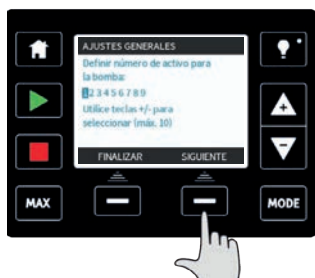 AJUSTES GENERALES
Definir número de activo para
la bomba:
123456789
Utilice teclas +/- para
seleccionar (máx. 10)
FINALIZAR SIGUIENTE
MAX
MODE